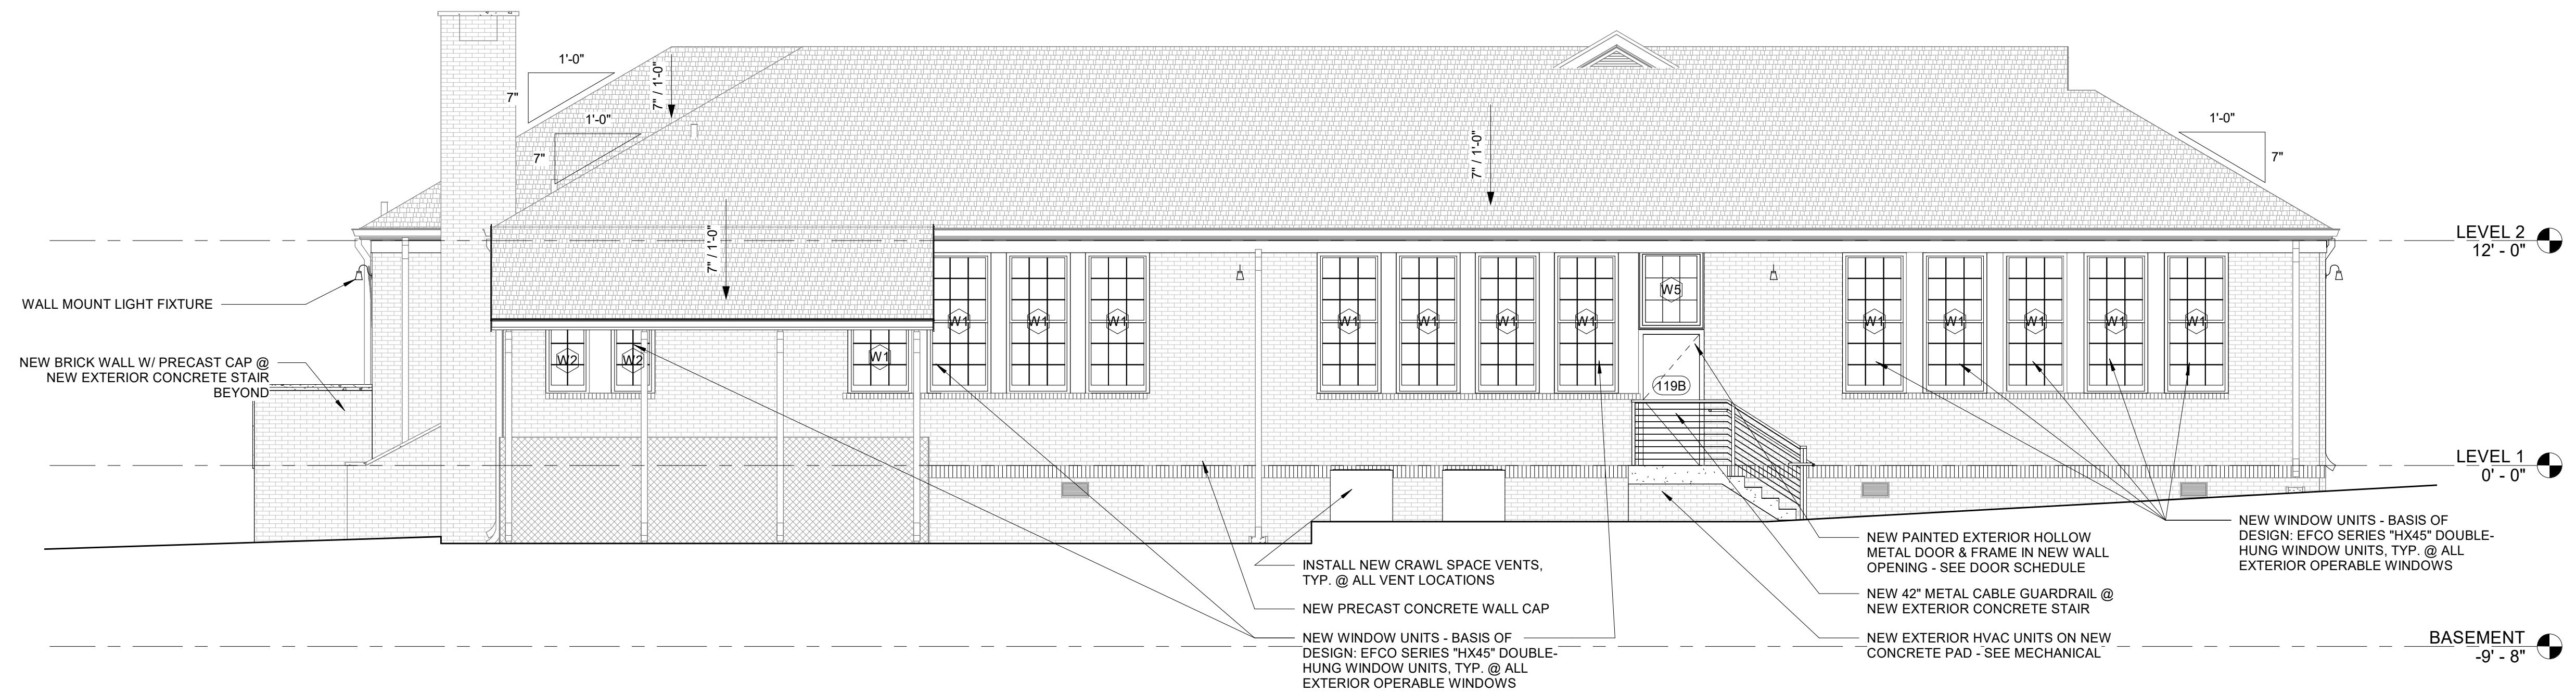 1'-0"
7"
7" / 1'-0"
1'-0"
7"
7" / 1'-0"
1'-0"
7"
7" / 1'-0"
LEVEL 2
12' - 0"
WALL MOUNT LIGHT FIXTURE
NEW BRICK WALL W/ PRECAST CAP @
NEW EXTERIOR CONCRETE STAIR
BEYOND
W2
W2
W1
W1
W1
W1
W1
W1
W1
W1
W5
119B
W1
W1
W1
W1
W1
LEVEL 1
0' - 0"
INSTALL NEW CRAWL SPACE VENTS,
TYP. @ ALL VENT LOCATIONS
NEW PRECAST CONCRETE WALL CAP
NEW WINDOW UNITS - BASIS OF
DESIGN: EFCO SERIES "HX45" DOUBLE-
HUNG WINDOW UNITS, TYP. @ ALL
EXTERIOR OPERABLE WINDOWS
NEW PAINTED EXTERIOR HOLLOW
METAL DOOR & FRAME IN NEW WALL
OPENING - SEE DOOR SCHEDULE
NEW 42" METAL CABLE GUARDRAIL @
NEW EXTERIOR CONCRETE STAIR
NEW EXTERIOR HVAC UNITS ON NEW
CONCRETE PAD - SEE MECHANICAL
NEW WINDOW UNITS - BASIS OF
DESIGN: EFCO SERIES "HX45" DOUBLE-
HUNG WINDOW UNITS, TYP. @ ALL
EXTERIOR OPERABLE WINDOWS
BASEMENT
-9' - 8"